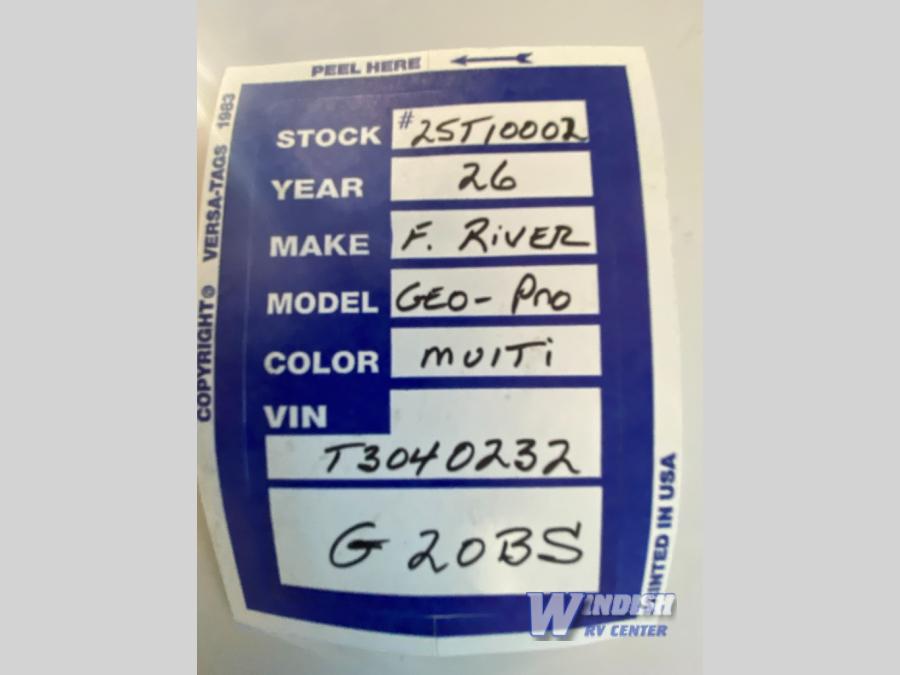 PEEL HERE
COPYRIGHT © VERSA-TAGS 1983
STOCK #25T10002
YEAR 26
MAKE F. RIVER
MODEL GEO-PRO
COLOR MULTi
VIN
T3040232
G 20BS
PRINTED IN USA
WINDISH
RV CENTER